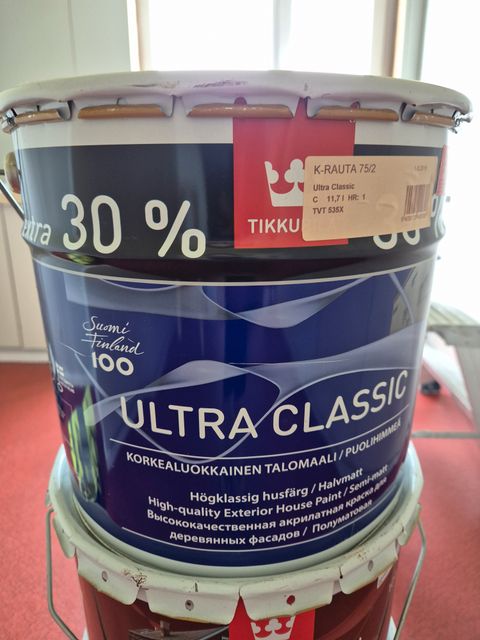 K-RAUTA 75/2
Ultra Classic
C 11,7 l HR: 1
TVT 535X
30 %
TIKKU
Suomi
Finland
100
ULTRA CLASSIC
KORKEALUOKKAINEN TALOMAALI / PUOLIHIMMEÄ
Högklassig husfärg / Halvmatt
High-quality Exterior House Paint / Semi-matt
Высококачественная акрилатная краска для
деревянных фасадов / Полуматовая